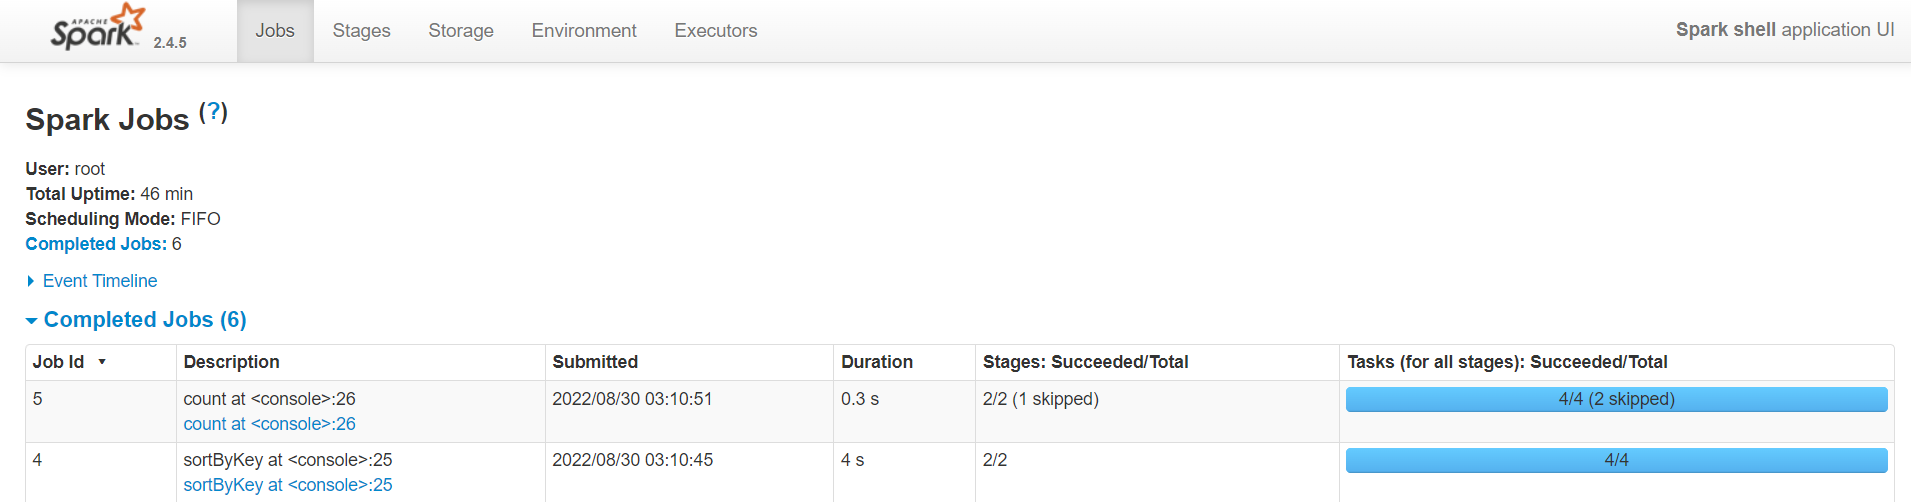 APACHE Spark 2.4.5 Jobs Stages Storage Environment Executors Spark shell application UI
Spark Jobs (?)
User: root
Total Uptime: 46 min
Scheduling Mode: FIFO
Completed Jobs: 6
Event Timeline
Completed Jobs (6)
Job Id Description Submitted Duration Stages: Succeeded/Total Tasks (for all stages): Succeeded/Total
5 count at <console>:26 2022/08/30 03:10:51 0.3 s 2/2 (1 skipped) 4/4 (2 skipped)
count at <console>:26
4 sortByKey at <console>:25 2022/08/30 03:10:45 4 s 2/2 4/4
sortByKey at <console>:25